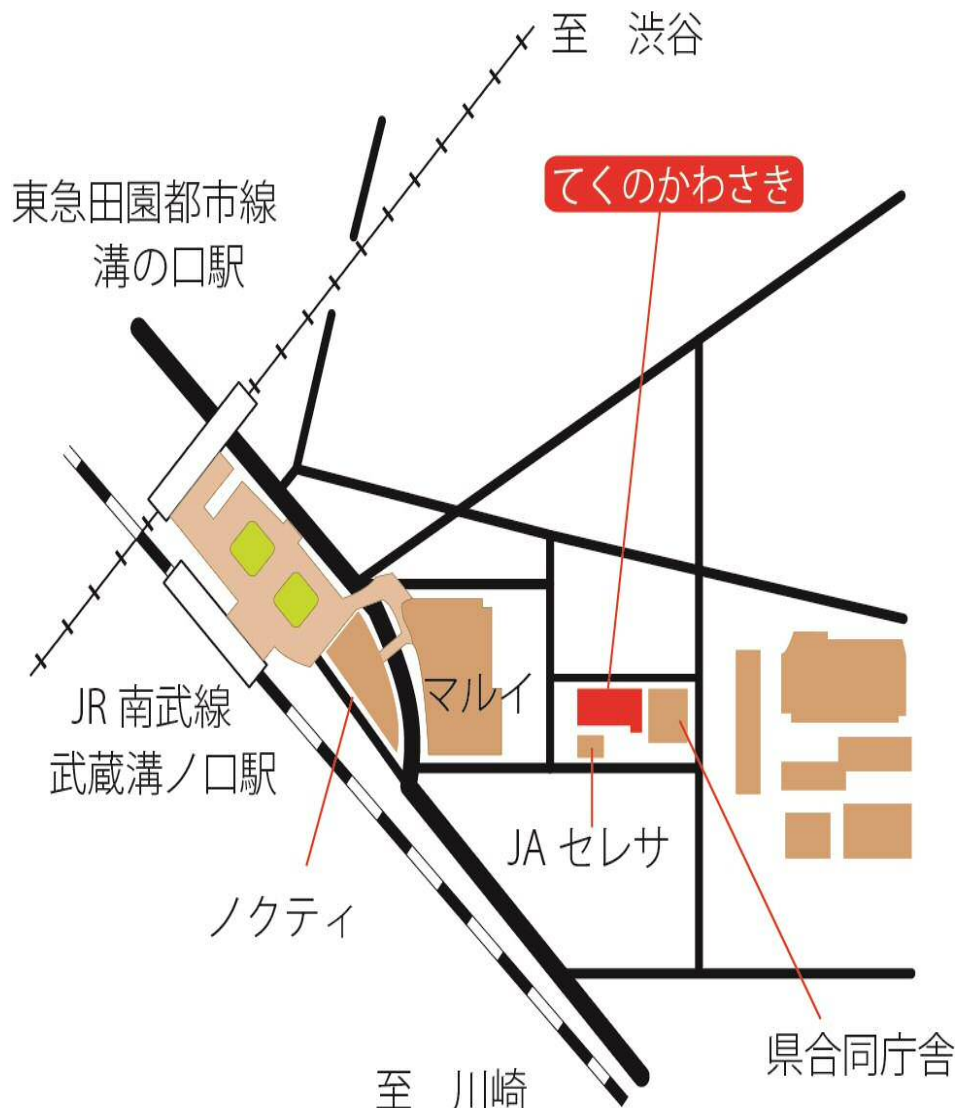 至　渋谷
てくのかわさき
東急田園都市線
溝の口駅
マルイ
JR 南武線
武蔵溝ノ口駅
JA セレサ
ノクティ
県合同庁舎
至　川崎